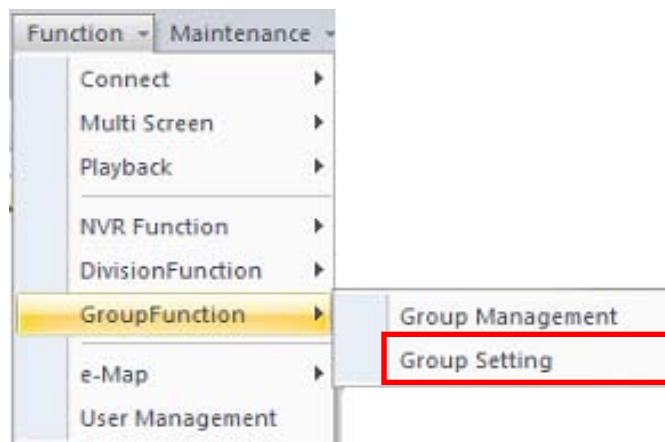 Function Maintenance
Connect
Multi Screen
Playback
NVR Function
DivisionFunction
GroupFunction
Group Management
Group Setting
e-Map
User Management